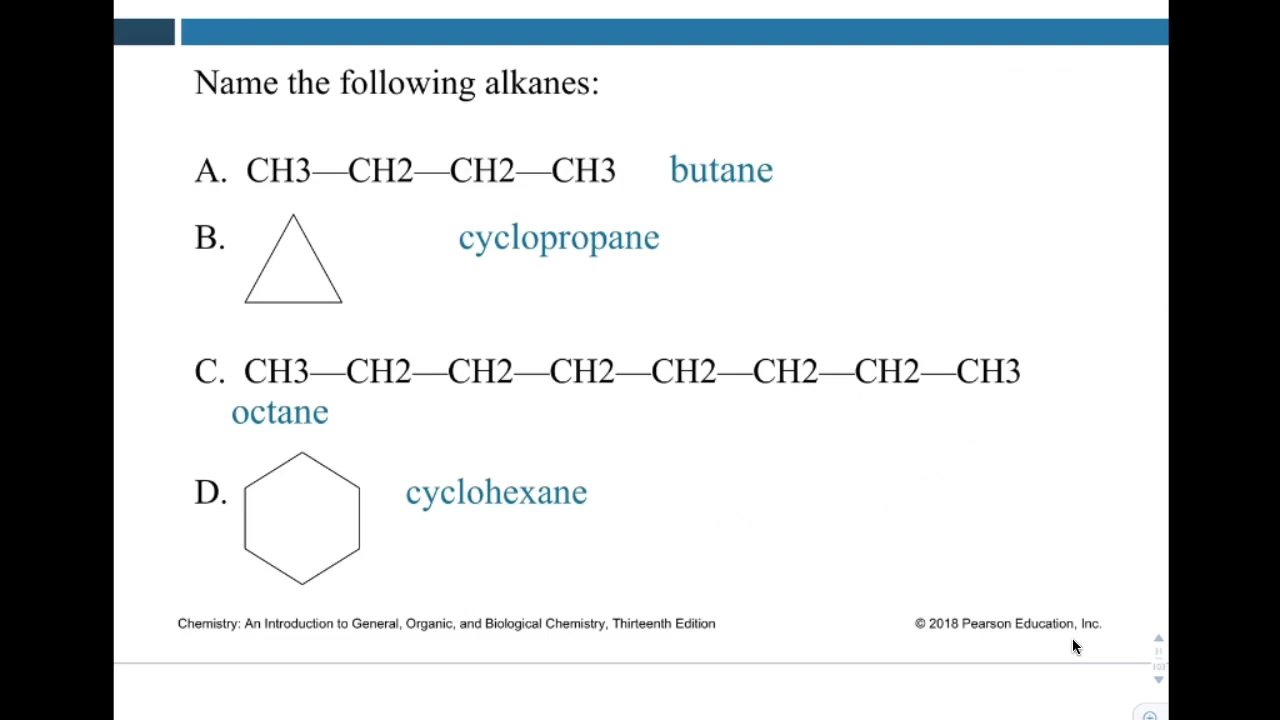 Name the following alkanes:
A. CH3—CH2—CH2—CH3 butane
B. cyclopropane
C. CH3—CH2—CH2—CH2—CH2—CH2—CH2—CH3
octane
D. cyclohexane
Chemistry: An Introduction to General, Organic, and Biological Chemistry, Thirteenth Edition © 2018 Pearson Education, Inc.